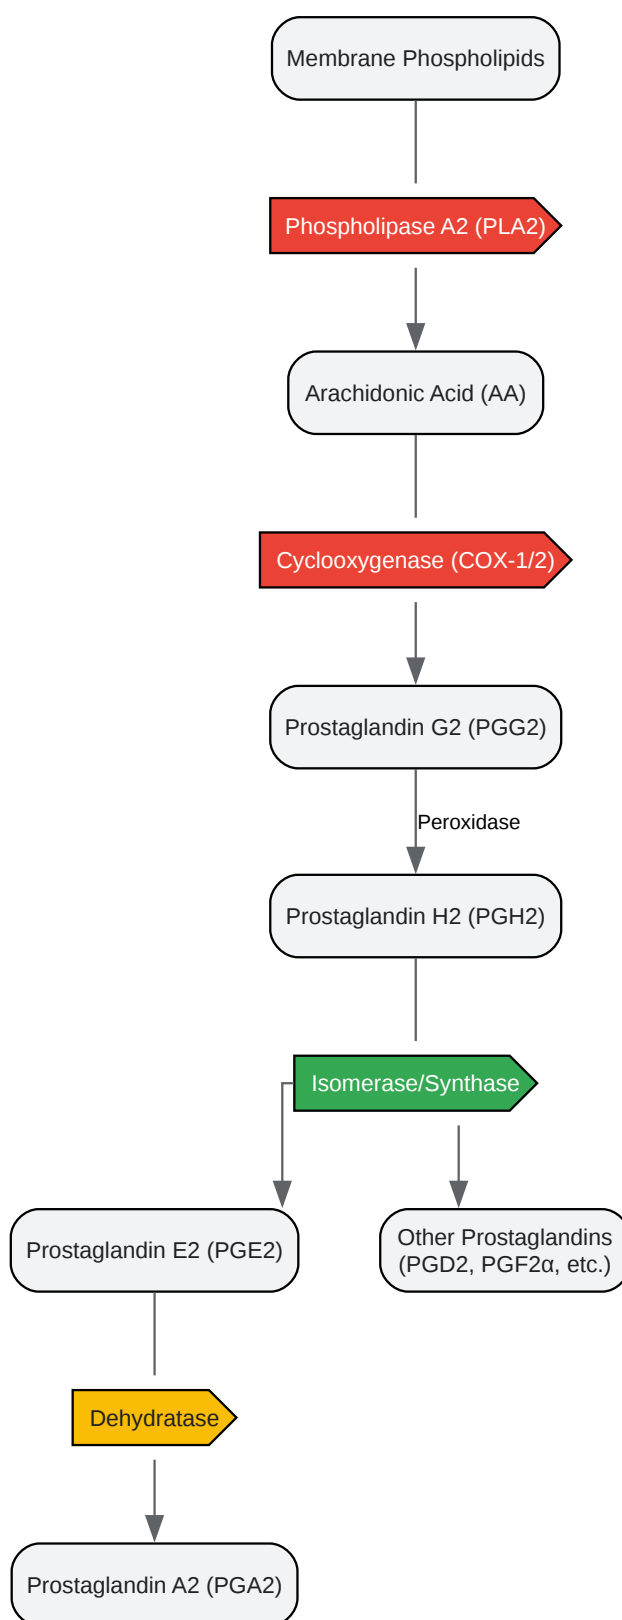 Membrane Phospholipids
Phospholipase A2 (PLA2)
Arachidonic Acid (AA)
Cyclooxygenase (COX-1/2)
Prostaglandin G2 (PGG2)
Peroxidase
Prostaglandin H2 (PGH2)
Isomerase/Synthase
Prostaglandin E2 (PGE2)
Other Prostaglandins
(PGD2, PGF2α, etc.)
Dehydratase
Prostaglandin A2 (PGA2)